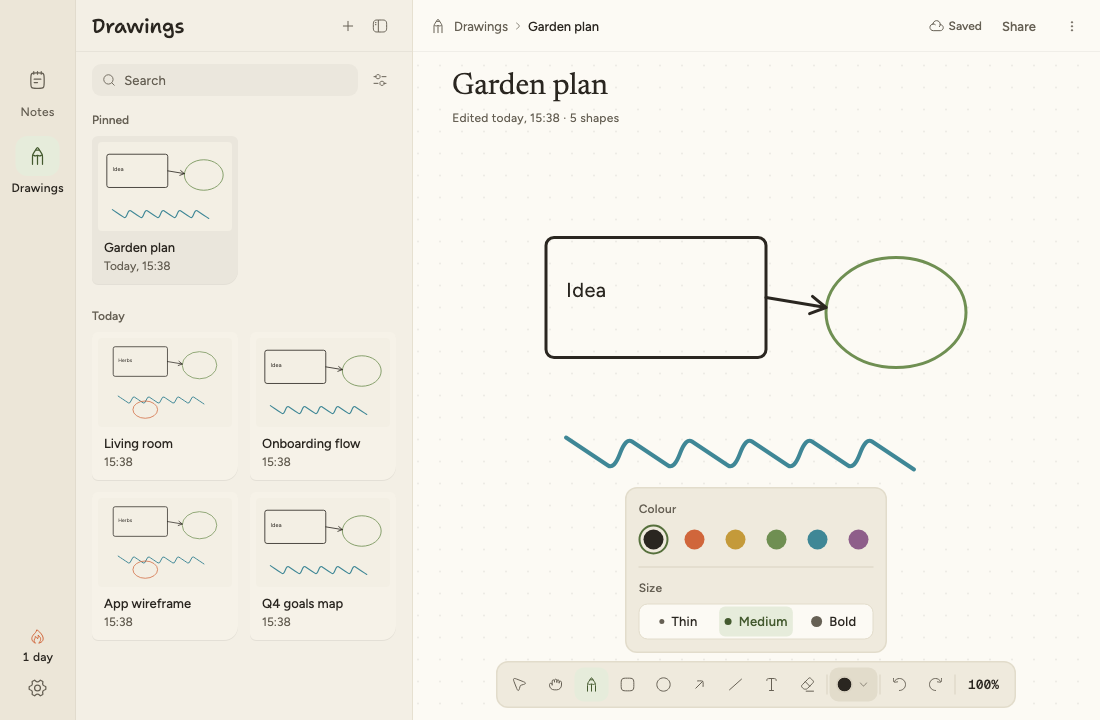 Notes
Drawings
1 day
Drawings
Search
Pinned
Idea
Garden plan
Today, 15:38
Today
Herbs
Living room
15:38
Idea
Onboarding flow
15:38
Herbs
App wireframe
15:38
Idea
Q4 goals map
15:38
Drawings > Garden plan
Saved
Share
Garden plan
Edited today, 15:38 · 5 shapes
Idea
Colour
Size
Thin
Medium
Bold
100%